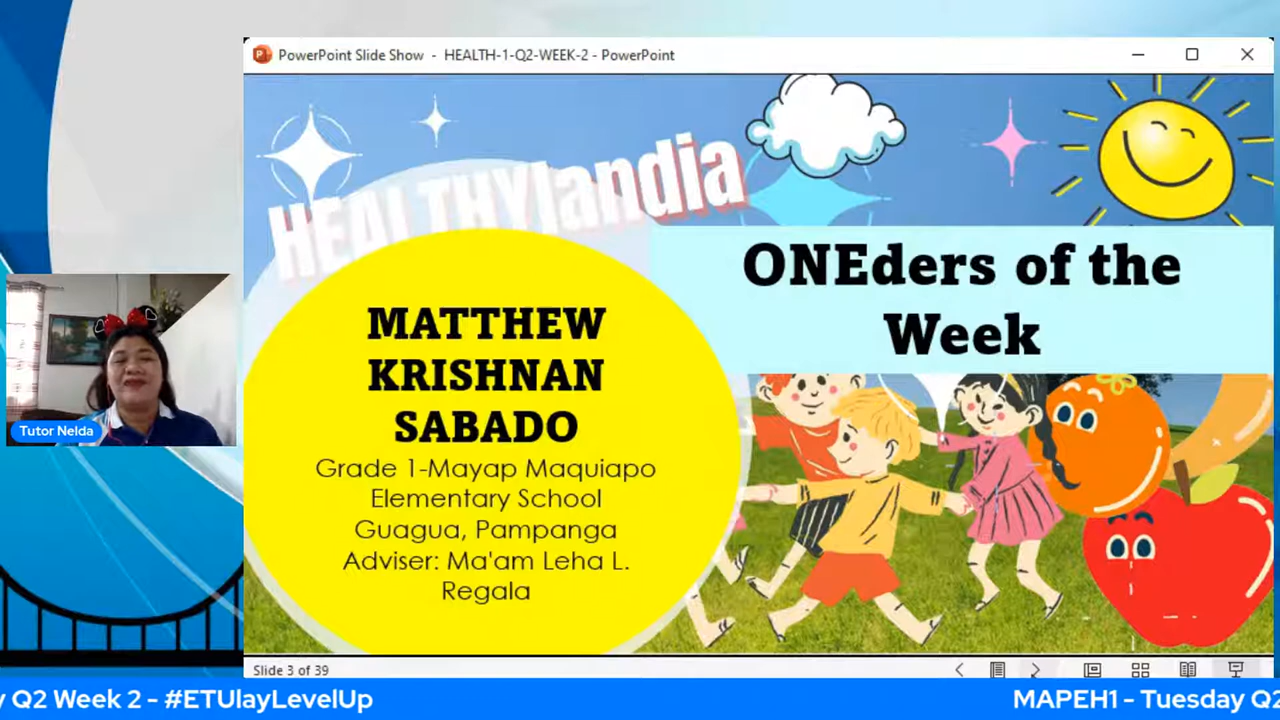 PowerPoint Slide Show - HEALTH-1-Q2-WEEK-2 - PowerPoint
HEALTHYlandia
ONEders of the
Week
MATTHEW
KRISHNAN
SABADO
Grade 1-Mayap Maquiapo
Elementary School
Guagua, Pampanga
Adviser: Ma'am Leha L.
Regala
Tutor Nelda
Slide 3 of 39
y Q2 Week 2 - #ETUlayLevelUp
MAPEH1 - Tuesday Q2